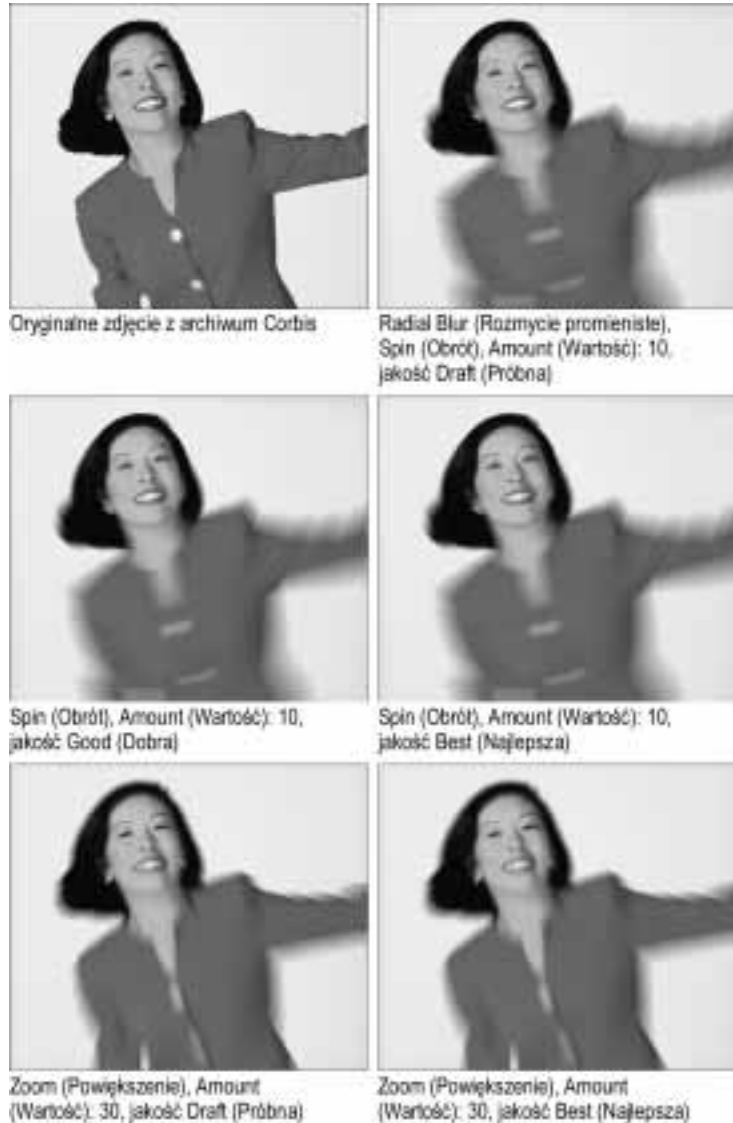 Oryginalne zdjęcie z archiwum Corbis
Radial Blur (Rozmycie promieniste),
Spin (Obrót), Amount (Wartość): 10,
jakość Draft (Próbna)
Spin (Obrót), Amount (Wartość): 10,
jakość Good (Dobra)
Spin (Obrót), Amount (Wartość): 10,
jakość Best (Najlepsza)
Zoom (Powiększenie), Amount
(Wartość): 30, jakość Draft (Próbna)
Zoom (Powiększenie), Amount
(Wartość): 30, jakość Best (Najlepsza)